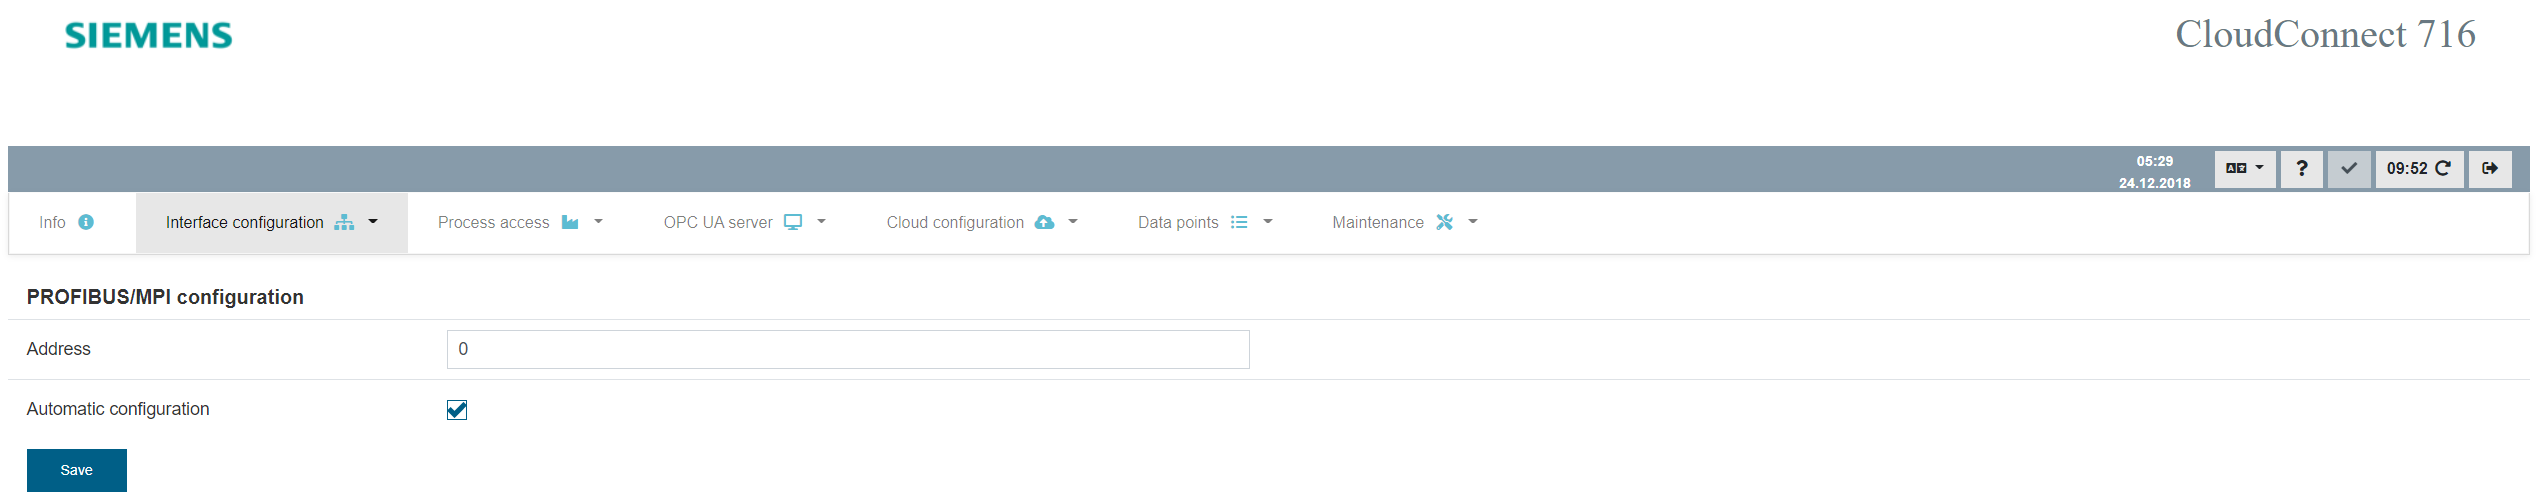 SIEMENS
CloudConnect 716
05:29
24.12.2018
? 09:52
Info Interface configuration Process access OPC UA server Cloud configuration Data points Maintenance
PROFIBUS/MPI configuration
Address 0
Automatic configuration
Save